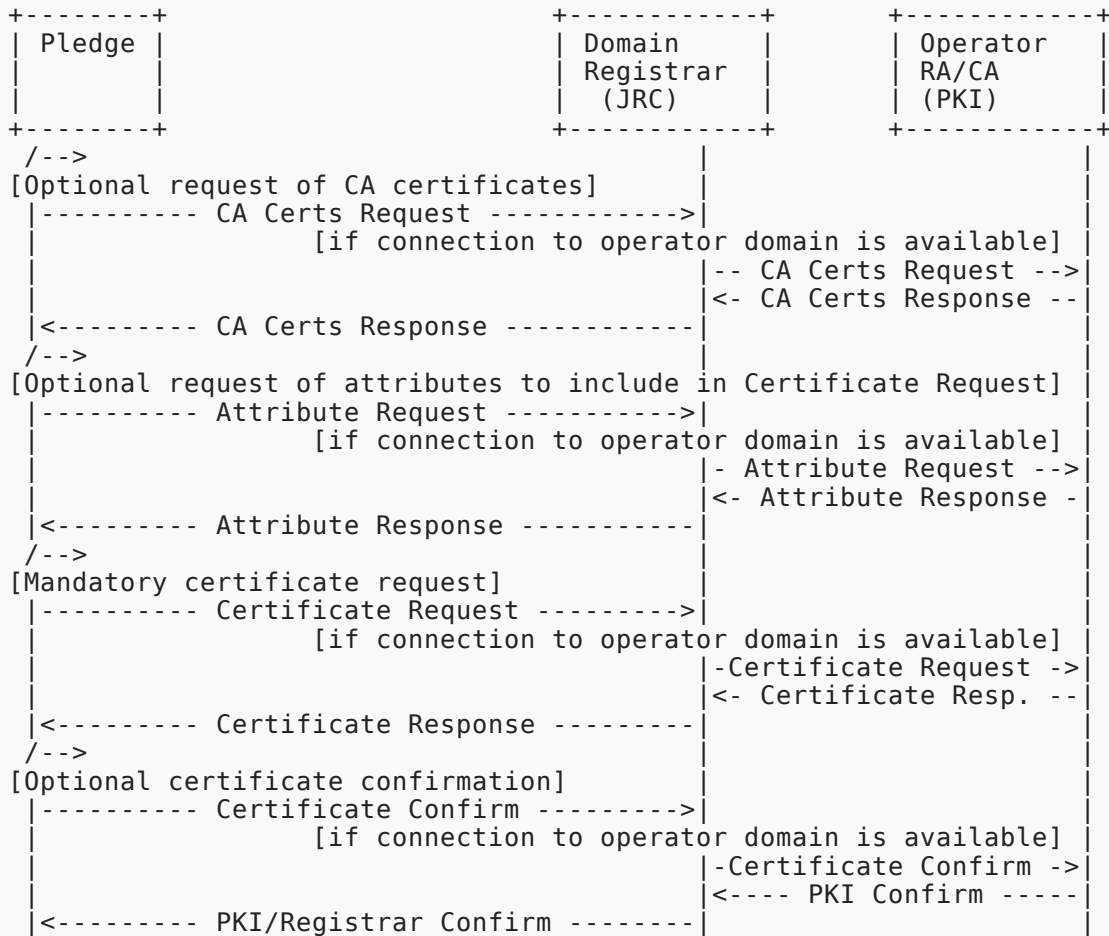 +--------+                         +------------+       +------------+
| Pledge |                         | Domain     |       | Operator   |
|        |                         | Registrar  |       | RA/CA      |
|        |                         |  (JRC)     |       | (PKI)      |
+--------+                         +------------+       +------------+
 /-->                                      |                       |
[Optional request of CA certificates]      |                       |
 |---------- CA Certs Request ------------>|                       |
 |                 [if connection to operator domain is available] |
 |                                         |-- CA Certs Request -->|
 |                                         |<- CA Certs Response --|
 |<--------- CA Certs Response ------------|                       |
 /-->                                      |                       |
[Optional request of attributes to include in Certificate Request] |
 |---------- Attribute Request ----------->|                       |
 |                 [if connection to operator domain is available] |
 |                                         |- Attribute Request -->|
 |                                         |<- Attribute Response -|
 |<--------- Attribute Response -----------|                       |
 /-->                                      |                       |
[Mandatory certificate request]            |                       |
 |---------- Certificate Request --------->|                       |
 |                 [if connection to operator domain is available] |
 |                                         |-Certificate Request ->|
 |                                         |<- Certificate Resp. --|
 |<--------- Certificate Response ---------|                       |
 /-->                                      |                       |
[Optional certificate confirmation]        |                       |
 |---------- Certificate Confirm --------->|                       |
 |                 [if connection to operator domain is available] |
 |                                         |-Certificate Confirm ->|
 |                                         |<---- PKI Confirm -----|
 |<--------- PKI/Registrar Confirm --------|                       |